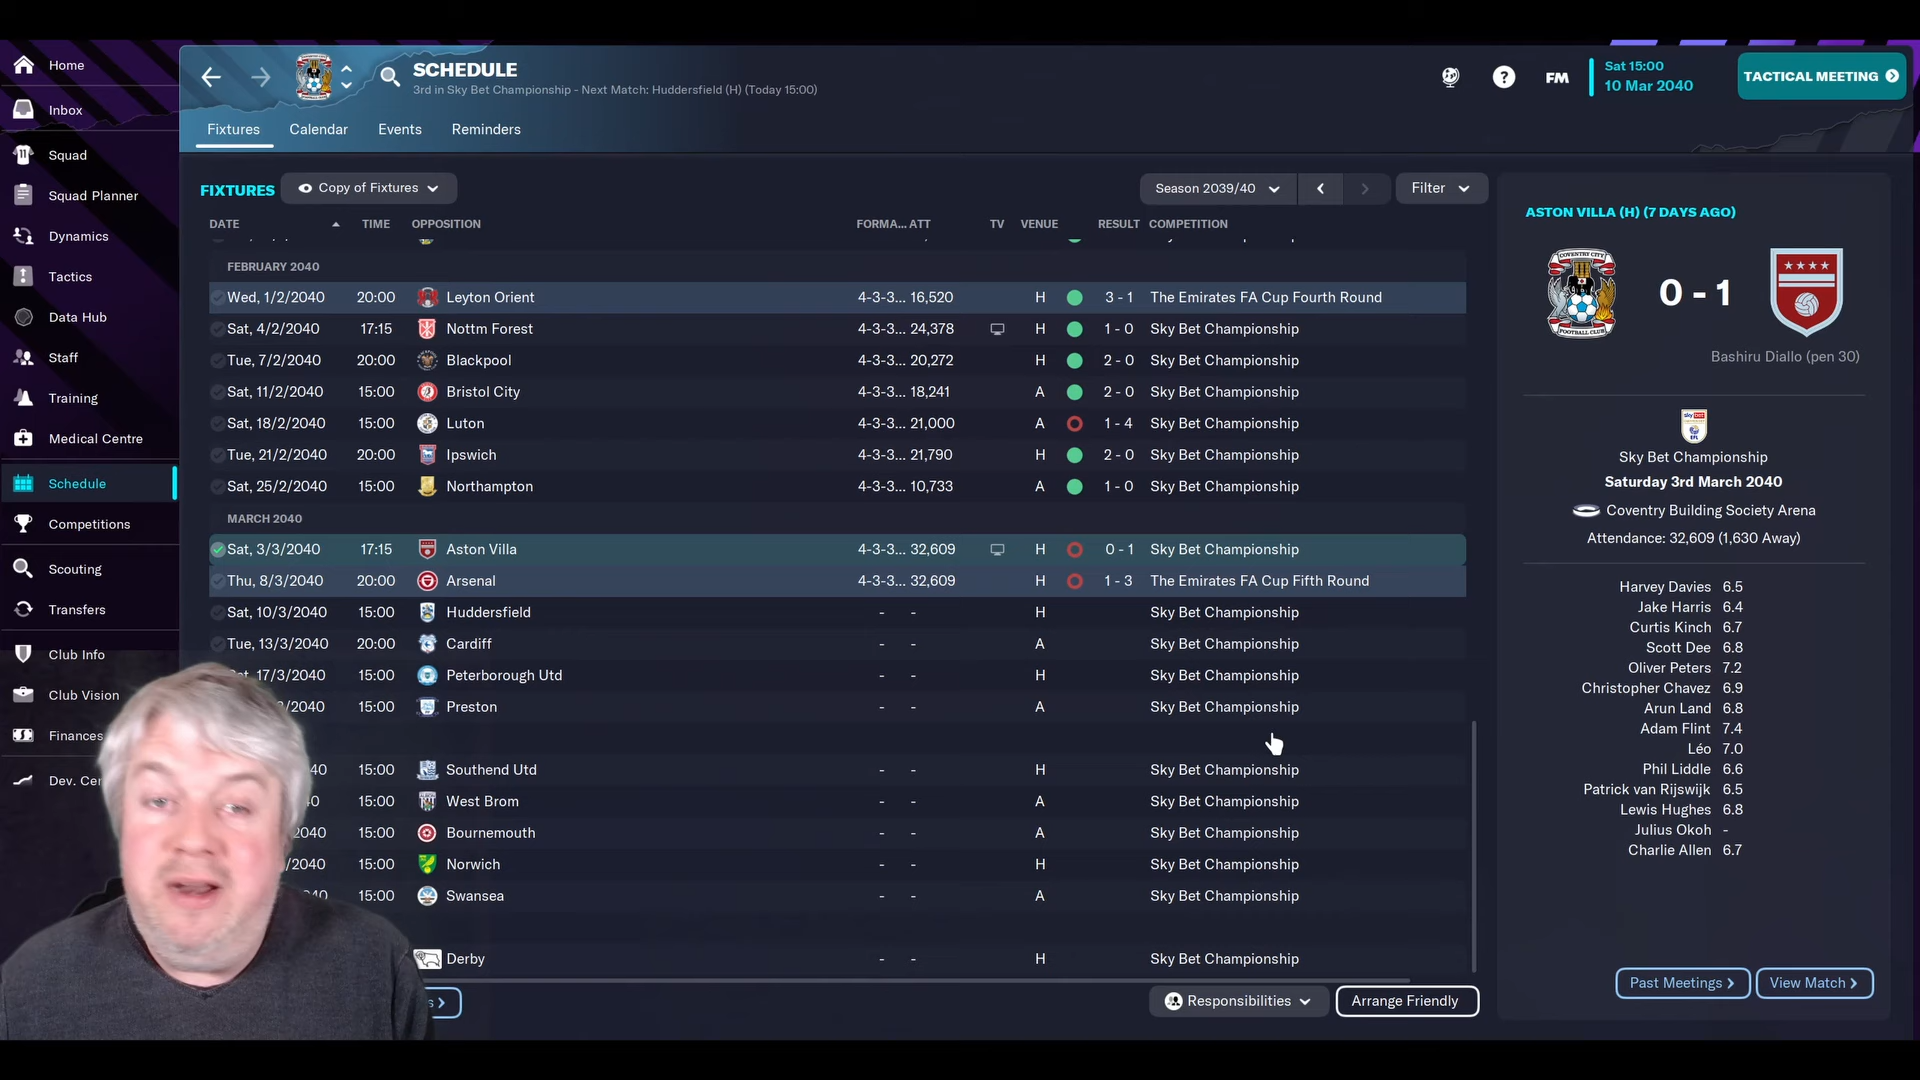 Home
Inbox
Squad
Squad Planner
Dynamics
Tactics
Data Hub
Staff
Training
Medical Centre
Schedule
Competitions
Scouting
Transfers
Club Info
Club Vision
Finances
Dev. Cen
SCHEDULE
3rd in Sky Bet Championship - Next Match: Huddersfield (H) (Today 15:00)
FM
Sat 15:00
10 Mar 2040
TACTICAL MEETING
Fixtures Calendar Events Reminders
FIXTURES Copy of Fixtures Season 2039/40 Filter
DATE TIME OPPOSITION FORMA... ATT TV VENUE RESULT COMPETITION
FEBRUARY 2040
Wed, 1/2/2040 20:00 Leyton Orient 4-3-3... 16,520 H 3 - 1 The Emirates FA Cup Fourth Round
Sat, 4/2/2040 17:15 Nottm Forest 4-3-3... 24,378 H 1 - 0 Sky Bet Championship
Tue, 7/2/2040 20:00 Blackpool 4-3-3... 20,272 H 2 - 0 Sky Bet Championship
Sat, 11/2/2040 15:00 Bristol City 4-3-3... 18,241 A 2 - 0 Sky Bet Championship
Sat, 18/2/2040 15:00 Luton 4-3-3... 21,000 A 1 - 4 Sky Bet Championship
Tue, 21/2/2040 20:00 Ipswich 4-3-3... 21,790 H 2 - 0 Sky Bet Championship
Sat, 25/2/2040 15:00 Northampton 4-3-3... 10,733 A 1 - 0 Sky Bet Championship
MARCH 2040
Sat, 3/3/2040 17:15 Aston Villa 4-3-3... 32,609 H 0 - 1 Sky Bet Championship
Thu, 8/3/2040 20:00 Arsenal 4-3-3... 32,609 H 1 - 3 The Emirates FA Cup Fifth Round
Sat, 10/3/2040 15:00 Huddersfield - - H Sky Bet Championship
Tue, 13/3/2040 20:00 Cardiff - - A Sky Bet Championship
17/3/2040 15:00 Peterborough Utd - - H Sky Bet Championship
/2040 15:00 Preston - - A Sky Bet Championship
40 15:00 Southend Utd - - H Sky Bet Championship
40 15:00 West Brom - - A Sky Bet Championship
2040 15:00 Bournemouth - - A Sky Bet Championship
/2040 15:00 Norwich - - H Sky Bet Championship
15:00 Swansea - - A Sky Bet Championship
Derby - - H Sky Bet Championship
s
Responsibilities
Arrange Friendly
ASTON VILLA (H) (7 DAYS AGO)
COVENTRY CITY
FOOTBALL CLUB
0 - 1
Bashiru Diallo (pen 30)
sky bet
EFL
Sky Bet Championship
Saturday 3rd March 2040
Coventry Building Society Arena
Attendance: 32,609 (1,630 Away)
Harvey Davies 6.5
Jake Harris 6.4
Curtis Kinch 6.7
Scott Dee 6.8
Oliver Peters 7.2
Christopher Chavez 6.9
Arun Land 6.8
Adam Flint 7.4
Léo 7.0
Phil Liddle 6.6
Patrick van Rijswijk 6.5
Lewis Hughes 6.8
Julius Okoh -
Charlie Allen 6.7
Past Meetings
View Match